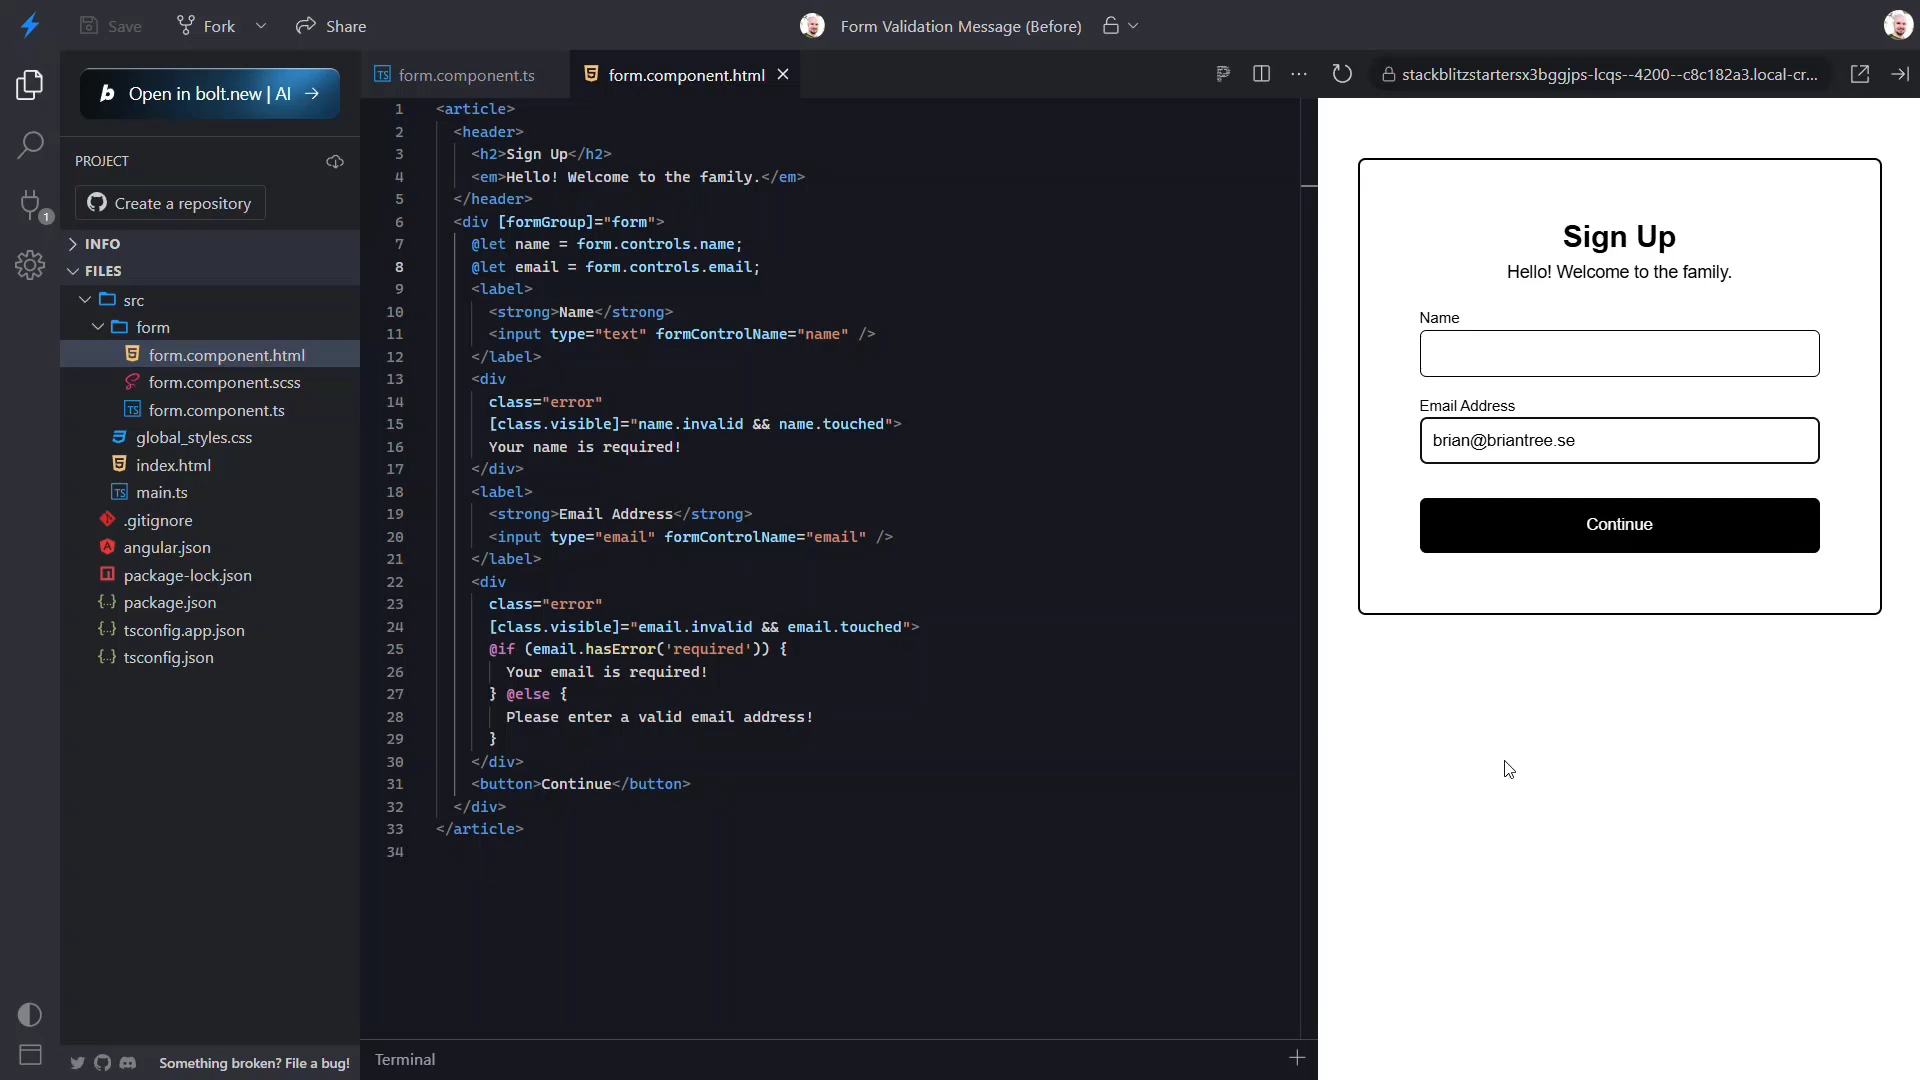 Save
Fork
Share
Form Validation Message (Before)
Open in bolt.new | AI →
PROJECT
Create a repository
1
INFO
FILES
src
form
form.component.html
form.component.scss
form.component.ts
global_styles.css
index.html
main.ts
.gitignore
angular.json
package-lock.json
package.json
tsconfig.app.json
tsconfig.json
Something broken? File a bug!
form.component.ts
form.component.html
1 <article>
2 <header>
3 <h2>Sign Up</h2>
4 <em>Hello! Welcome to the family.</em>
5 </header>
6 <div [formGroup]="form">
7 @let name = form.controls.name;
8 @let email = form.controls.email;
9 <label>
10 <strong>Name</strong>
11 <input type="text" formControlName="name" />
12 </label>
13 <div
14 class="error"
15 [class.visible]="name.invalid && name.touched">
16 Your name is required!
17 </div>
18 <label>
19 <strong>Email Address</strong>
20 <input type="email" formControlName="email" />
21 </label>
22 <div
23 class="error"
24 [class.visible]="email.invalid && email.touched">
25 @if (email.hasError('required')) {
26 Your email is required!
27 } @else {
28 Please enter a valid email address!
29 }
30 </div>
31 <button>Continue</button>
32 </div>
33 </article>
34
Terminal
stackblitzstartersx3bggjps-lcqs--4200--c8c182a3.local-cr...
Sign Up
Hello! Welcome to the family.
Name
Email Address
brian@briantree.se
Continue